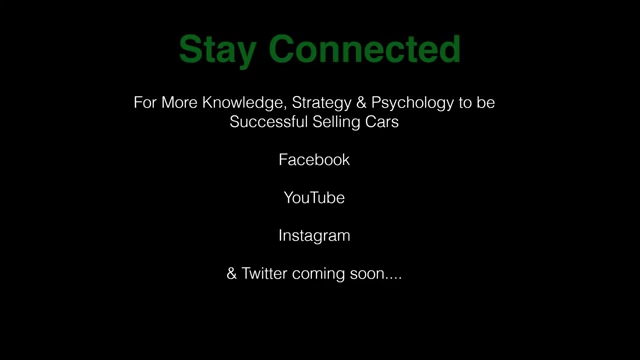 Stay Connected
For More Knowledge, Strategy & Psychology to be
Successful Selling Cars
Facebook
YouTube
Instagram
& Twitter coming soon....